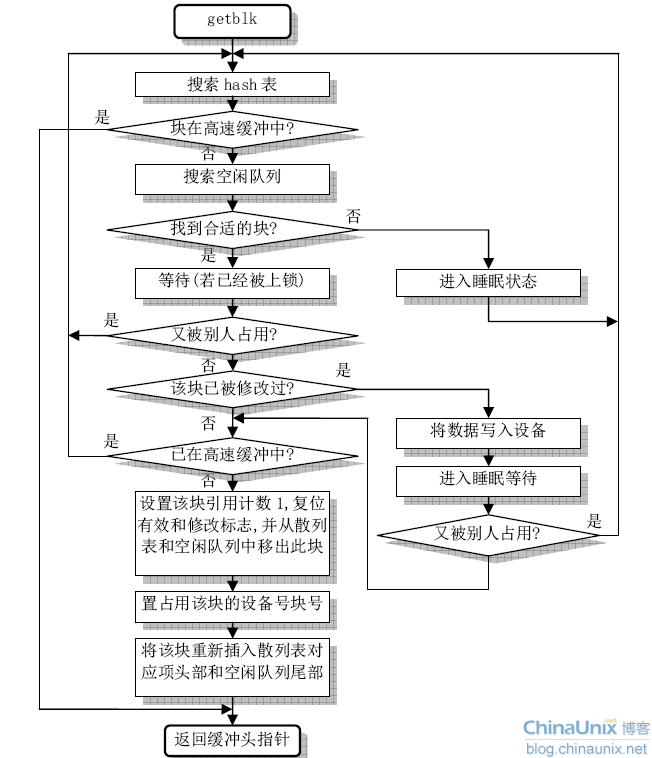 getblk
搜索 hash 表
是
块在高速缓冲中?
否
搜索空闲队列
找到合适的块?
否
是
等待(若已经被上锁)
进入睡眠状态
是
又被别人占用?
否
该块已被修改过?
是
否
将数据写入设备
是
已在高速缓冲中?
否
进入睡眠等待
设置该块引用计数 1,复位
有效和修改标志,并从散列
表和空闲队列中移出此块
又被别人占用?
是
置占用该块的设备号块号
将该块重新插入散列表对
应项头部和空闲队列尾部
返回缓冲头指针
ChinaUnix.net 博客
blog.chinaunix.net